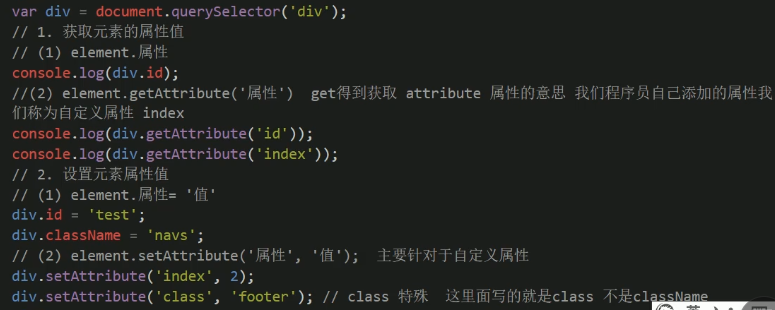 var div = document.querySelector('div');
// 1. 获取元素的属性值
// (1) element.属性
console.log(div.id);
//(2) element.getAttribute('属性')  get得到获取 attribute 属性的意思 我们程序员自己添加的属性我
们称为自定义属性 index
console.log(div.getAttribute('id'));
console.log(div.getAttribute('index'));
// 2. 设置元素属性值
// (1) element.属性= '值'
div.id = 'test';
div.className = 'navs';
// (2) element.setAttribute('属性', '值');  主要针对于自定义属性
div.setAttribute('index', 2);
div.setAttribute('class', 'footer'); // class 特殊  这里面写的就是class 不是className